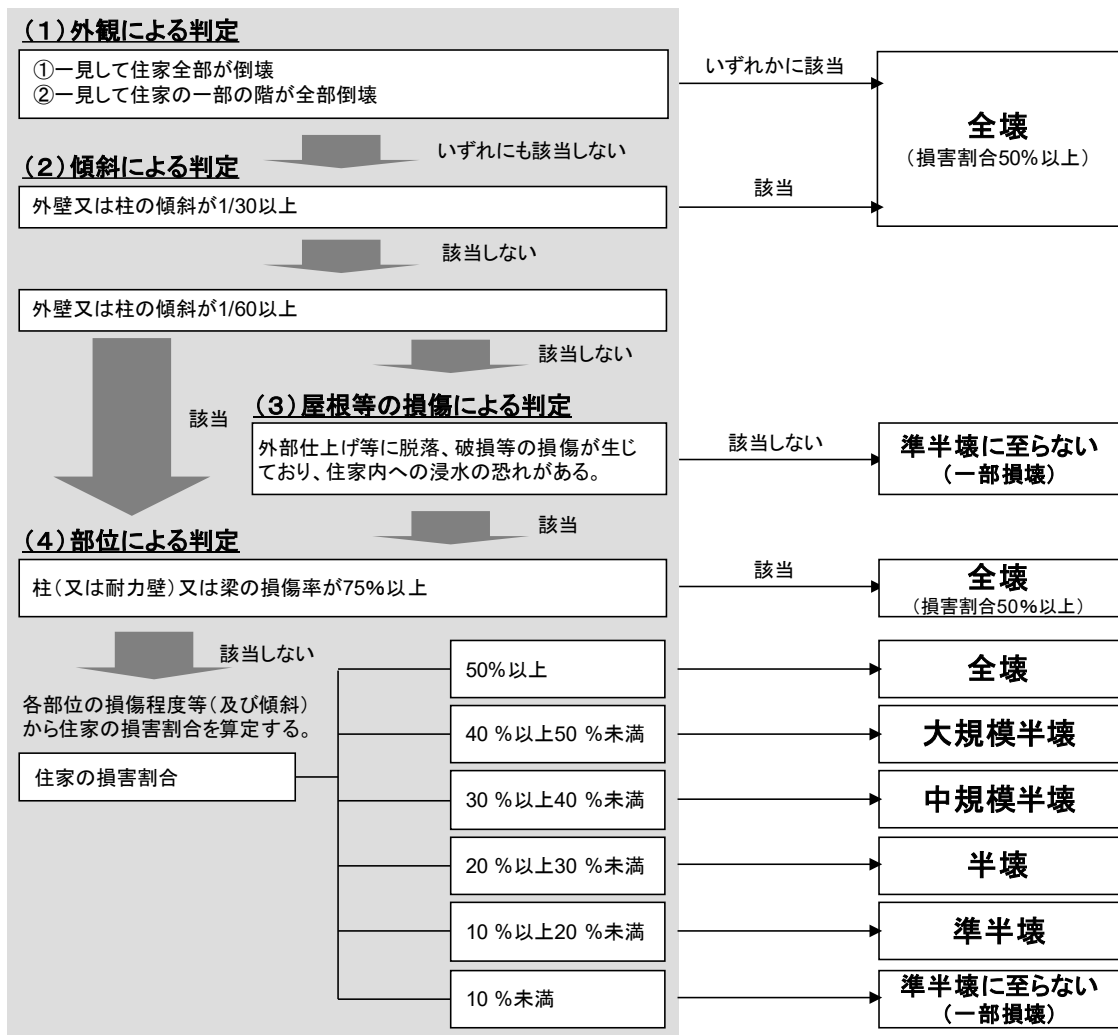 （１）外観による判定
①一見して住家全部が倒壊
②一見して住家の一部の階が全部倒壊
いずれかに該当
全壊
（損害割合50%以上）
いずれにも該当しない
（２）傾斜による判定
外壁又は柱の傾斜が1/30以上
該当
該当しない
外壁又は柱の傾斜が1/60以上
該当しない
該当
（３）屋根等の損傷による判定
外部仕上げ等に脱落、破損等の損傷が生じ
ており、住家内への浸水の恐れがある。
該当しない
準半壊に至らない
（一部損壊）
該当
（４）部位による判定
柱（又は耐力壁）又は梁の損傷率が75%以上
該当
全壊
（損害割合50%以上）
該当しない
各部位の損傷程度等（及び傾斜）
から住家の損害割合を算定する。
住家の損害割合
50%以上
全壊
40 %以上50 %未満
大規模半壊
30 %以上40 %未満
中規模半壊
20 %以上30 %未満
半壊
10 %以上20 %未満
準半壊
10 %未満
準半壊に至らない
（一部損壊）